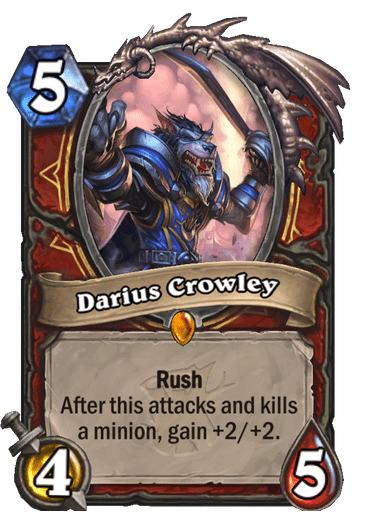 5
Darius Crowley
Rush
After this attacks and kills
a minion, gain +2/+2.
4
5